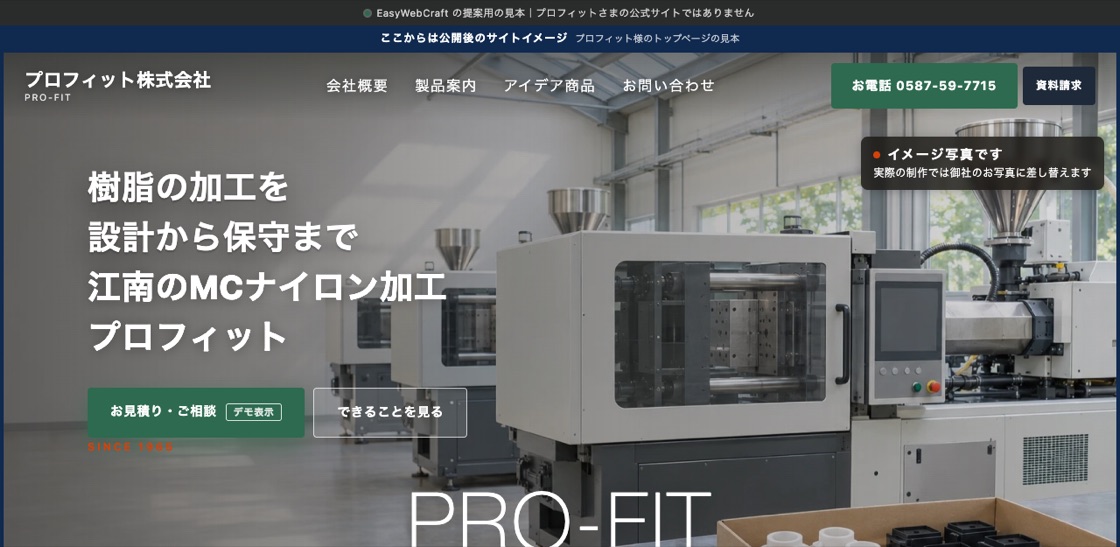 EasyWebCraft の提案用の見本｜プロフィットさまの公式サイトではありません
ここからは公開後のサイトイメージ プロフィット様のトップページの見本
プロフィット株式会社
PRO-FIT
会社概要 製品案内 アイデア商品 お問い合わせ
お電話 0587-59-7715
資料請求
イメージ写真です
実際の制作では御社のお写真に差し替えます
樹脂の加工を
設計から保守まで
江南のMCナイロン加工
プロフィット
お見積り・ご相談 デモ表示
できることを見る
SINCE
PRO-FIT